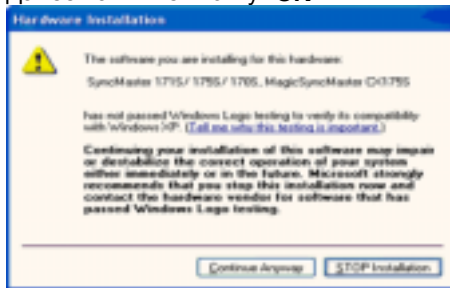 Hardware Installation
The software you are installing for this hardware:
SyncMaster 171S/ 175S/ 170S, MagicSyncMaster CX175S
has not passed Windows Logo testing to verify its compatibility
with Windows XP. (Tell me why this testing is important.)
Continuing your installation of this software may impair
or destabilize the correct operation of your system
either immediately or in the future. Microsoft strongly
recommends that you stop this installation now and
contact the hardware vendor for software that has
passed Windows Logo testing.
Continue Anyway STOP Installation